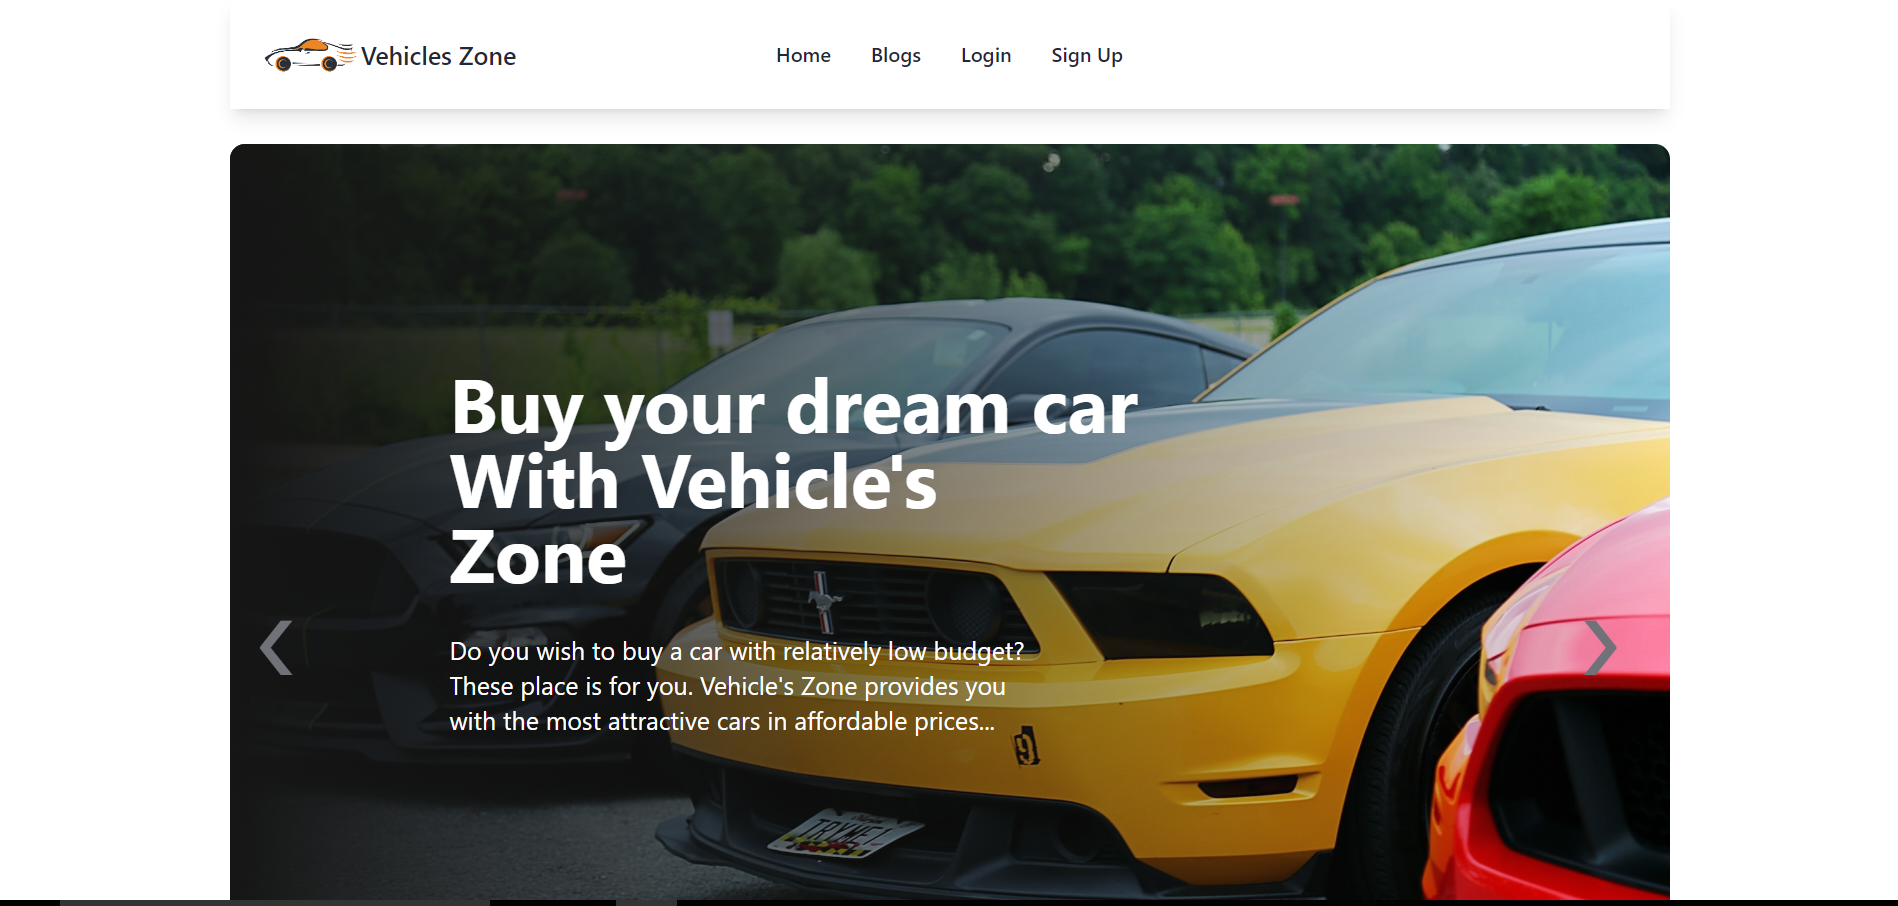 Vehicles Zone
Home
Blogs
Login
Sign Up
Buy your dream car
With Vehicle's
Zone
Do you wish to buy a car with relatively low budget?
These place is for you. Vehicle's Zone provides you
with the most attractive cars in affordable prices...
TRYME1